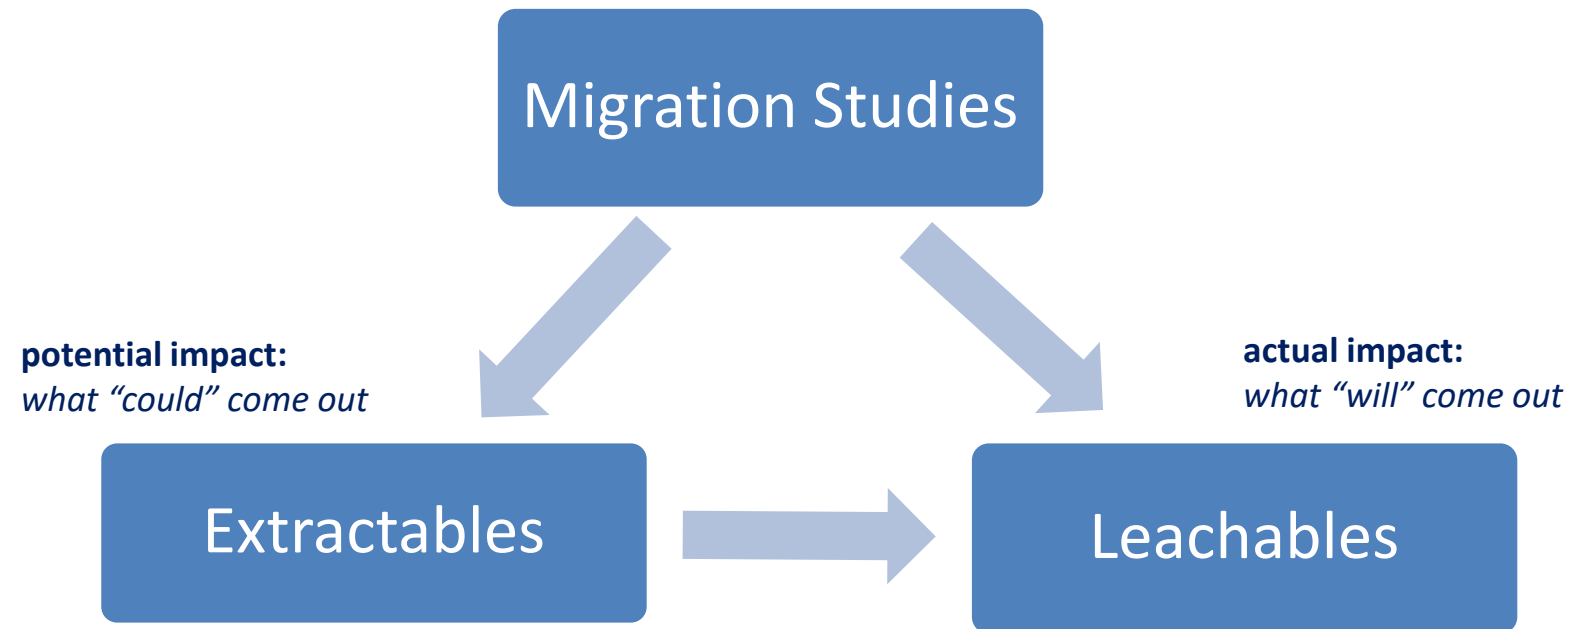 Migration Studies
potential impact:
what “could” come out
actual impact:
what “will” come out
Extractables
Leachables